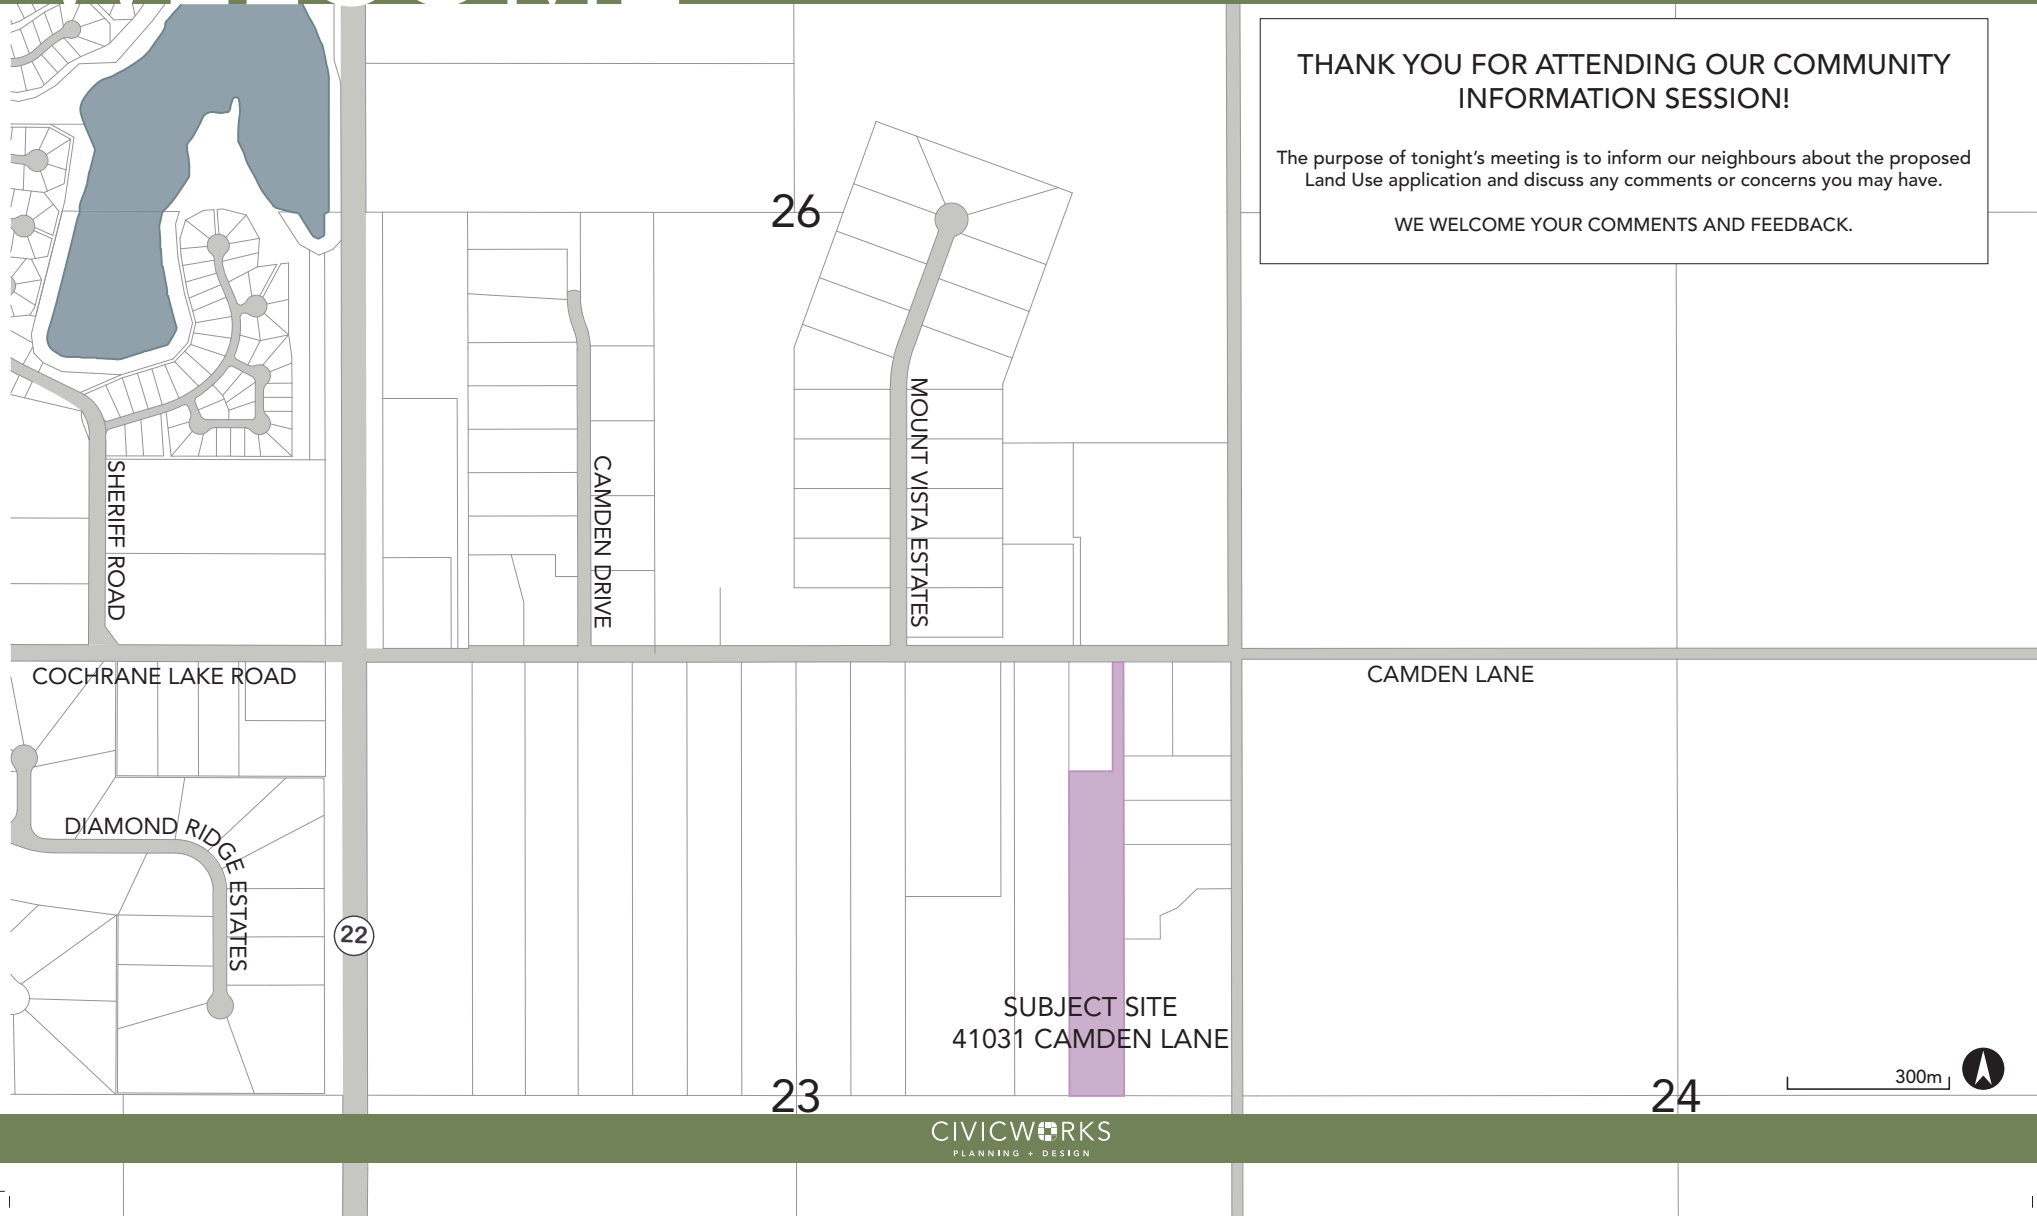 THANK YOU FOR ATTENDING OUR COMMUNITY
INFORMATION SESSION!
The purpose of tonight's meeting is to inform our neighbours about the proposed
Land Use application and discuss any comments or concerns you may have.
WE WELCOME YOUR COMMENTS AND FEEDBACK.
26
SHERIFF ROAD
CAMDEN DRIVE
MOUNT VISTA ESTATES
COCHRANE LAKE ROAD
CAMDEN LANE
DIAMOND RIDGE ESTATES
22
SUBJECT SITE
41031 CAMDEN LANE
23
24
300m
CIVICWORKS
PLANNING + DESIGN